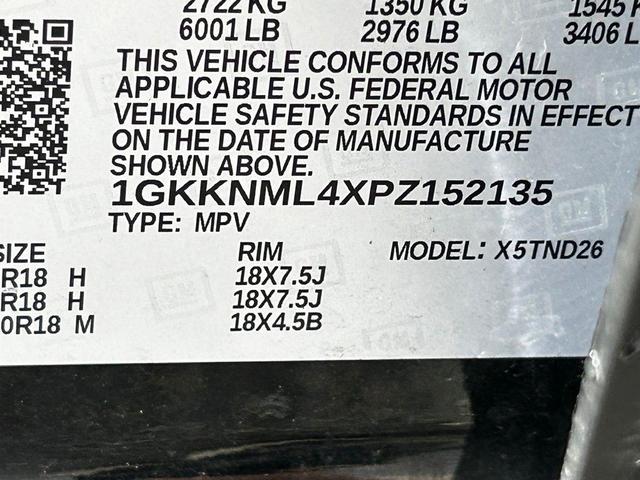 2722 KG 1350 KG 1545 KG
6001 LB 2976 LB 3406 L
THIS VEHICLE CONFORMS TO ALL
APPLICABLE U.S. FEDERAL MOTOR
VEHICLE SAFETY STANDARDS IN EFFECT
ON THE DATE OF MANUFACTURE
SHOWN ABOVE.
1GKKNML4XPZ152135
TYPE: MPV
SIZE RIM MODEL: X5TND26
R18 H 18X7.5J
R18 H 18X7.5J
0R18 M 18X4.5B